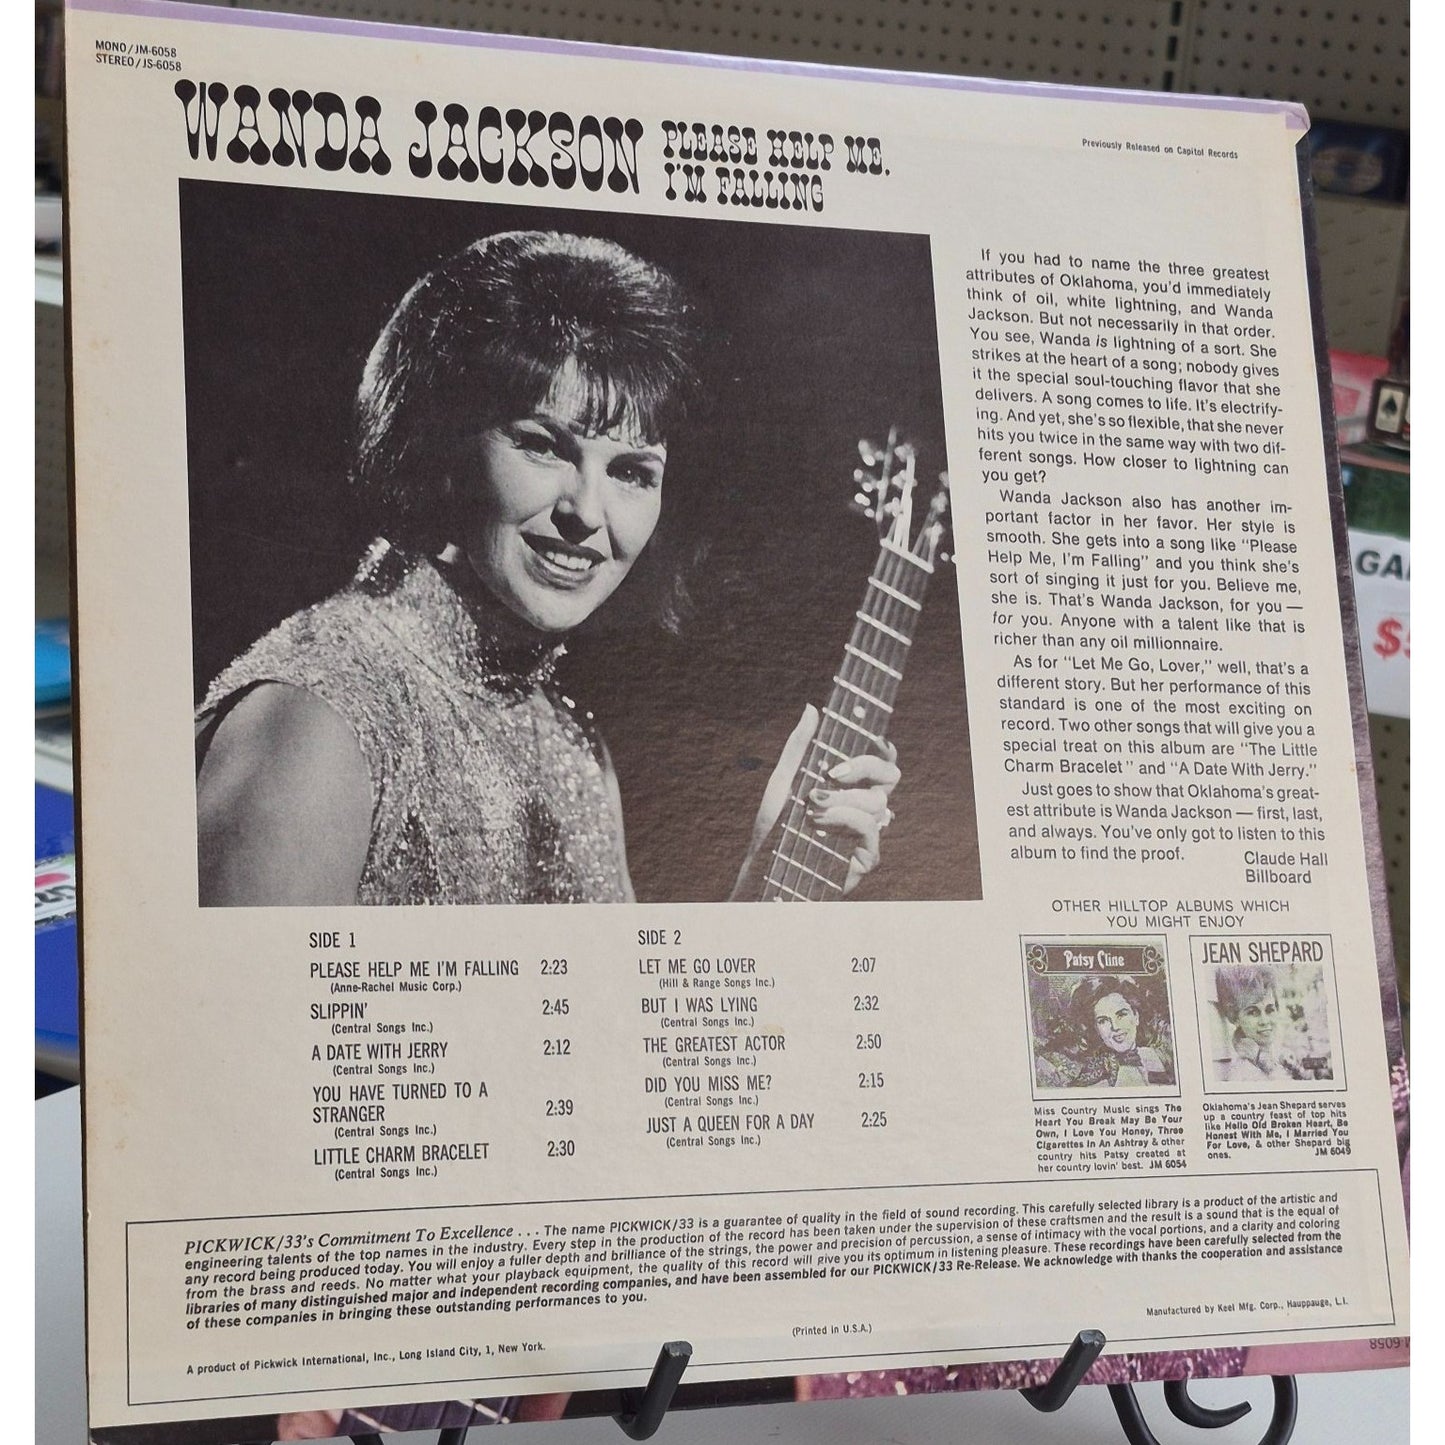 MONO/JM-6058
STEREO/JS-6058
WANDA JACKSON
PLEASE HELP ME,
I'M FALLING
Previously Released on Capitol Records
If you had to name the three greatest
attributes of Oklahoma, you'd immediately
think of oil, white lightning, and Wanda
Jackson. But not necessarily in that order.
You see, Wanda is lightning of a sort. She
strikes at the heart of a song; nobody gives
it the special soul-touching flavor that she
delivers. A song comes to life. It's electrify-
ing. And yet, she's so flexible, that she never
hits you twice in the same way with two dif-
ferent songs. How closer to lightning can
you get?
Wanda Jackson also has another im-
portant factor in her favor. Her style is
smooth. She gets into a song like "Please
Help Me, I'm Falling" and you think she's
sort of singing it just for you. Believe me,
she is. That's Wanda Jackson, for you —
for you. Anyone with a talent like that is
richer than any oil millionnaire.
As for "Let Me Go, Lover," well, that's a
different story. But her performance of this
standard is one of the most exciting on
record. Two other songs that will give you a
special treat on this album are "The Little
Charm Bracelet" and "A Date With Jerry."
Just goes to show that Oklahoma's great-
est attribute is Wanda Jackson — first, last,
and always. You've only got to listen to this
album to find the proof.
Claude Hall
Billboard
SIDE 1
PLEASE HELP ME I'M FALLING 2:23
(Anne-Rachel Music Corp.)
SLIPPIN' 2:45
(Central Songs Inc.)
A DATE WITH JERRY 2:12
(Central Songs Inc.)
YOU HAVE TURNED TO A
STRANGER 2:39
(Central Songs Inc.)
LITTLE CHARM BRACELET 2:30
(Central Songs Inc.)
SIDE 2
LET ME GO LOVER 2:07
(Hill & Range Songs Inc.)
BUT I WAS LYING 2:32
(Central Songs Inc.)
THE GREATEST ACTOR 2:50
(Central Songs Inc.)
DID YOU MISS ME? 2:15
(Central Songs Inc.)
JUST A QUEEN FOR A DAY 2:25
(Central Songs Inc.)
OTHER HILLTOP ALBUMS WHICH
YOU MIGHT ENJOY
Patsy Cline
Miss Country Music sings The
Heart You Break May Be Your
Own, I Love You Honey, Three
Cigarettes In An Ashtray & other
country hits Patsy created at
her country lovin' best. JM 6054
JEAN SHEPARD
Oklahoma's Jean Shepard serves
up a country feast of top hits
like Hello Old Broken Heart, Be
Honest With Me, I Married You
For Love, & other Shepard big
ones. JM 6049
PICKWICK/33's Commitment To Excellence . . . The name PICKWICK/33 is a guarantee of quality in the field of sound recording. This carefully selected library is a product of the artistic and
engineering talents of the top names in the industry. Every step in the production of the record has been taken under the supervision of these craftsmen and the result is a sound that is the equal of
any record being produced today. You will enjoy a fuller depth and brilliance of the strings, the power and precision of percussion, a sense of intimacy with the vocal portions, and a clarity and coloring
from the brass and reeds. No matter what your playback equipment, the quality of this record will give you its optimum in listening pleasure. These recordings have been carefully selected from the
libraries of many distinguished major and independent recording companies, and have been assembled for our PICKWICK/33 Re-Release. We acknowledge with thanks the cooperation and assistance
of these companies in bringing these outstanding performances to you.
Manufactured by Keel Mfg. Corp., Hauppauge, L.I.
(Printed in U.S.A.)
A product of Pickwick International, Inc., Long Island City, 1, New York.
6058